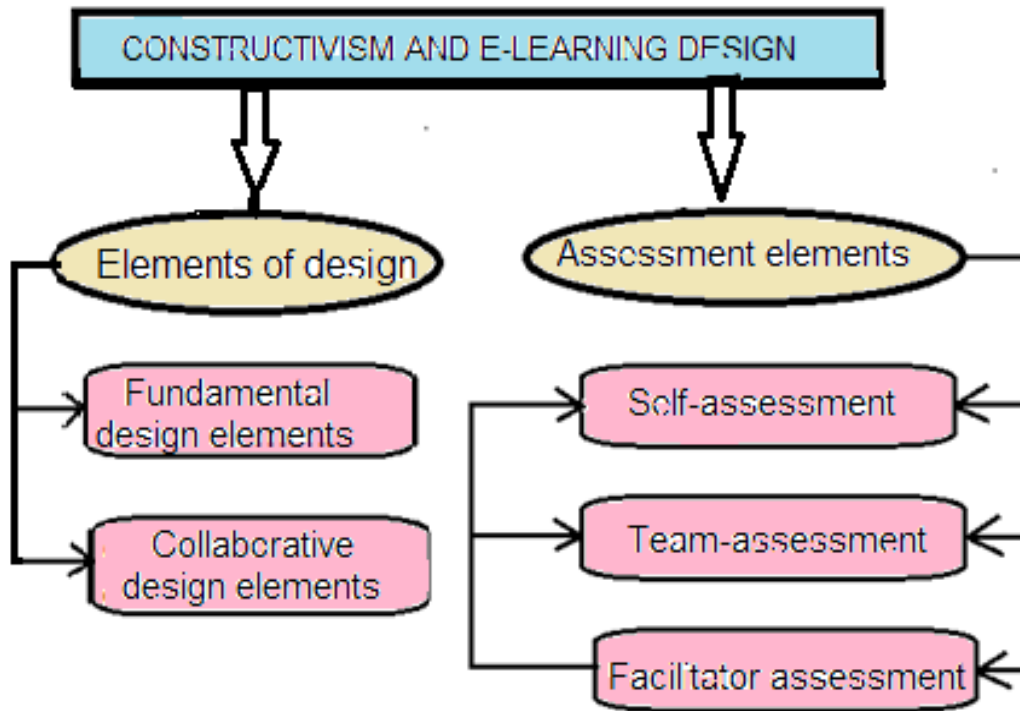 CONSTRUCTIVISM AND E-LEARNING DESIGN
Elements of design
Assessment elements
Fundamental
design elements
Self-assessment
Collaborative
design elements
Team-assessment
Facilitator assessment